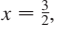 x = 3/2,